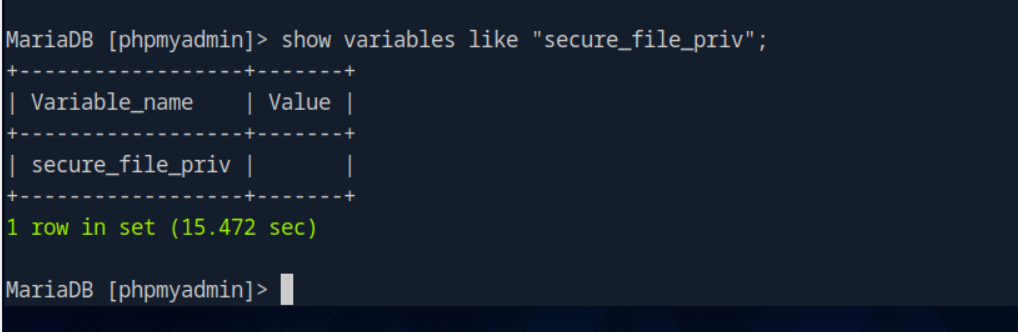 MariaDB [phpmyadmin]> show variables like "secure_file_priv";
+------------------+-------+
| Variable_name    | Value |
+------------------+-------+
| secure_file_priv |       |
+------------------+-------+
1 row in set (15.472 sec)
MariaDB [phpmyadmin]>